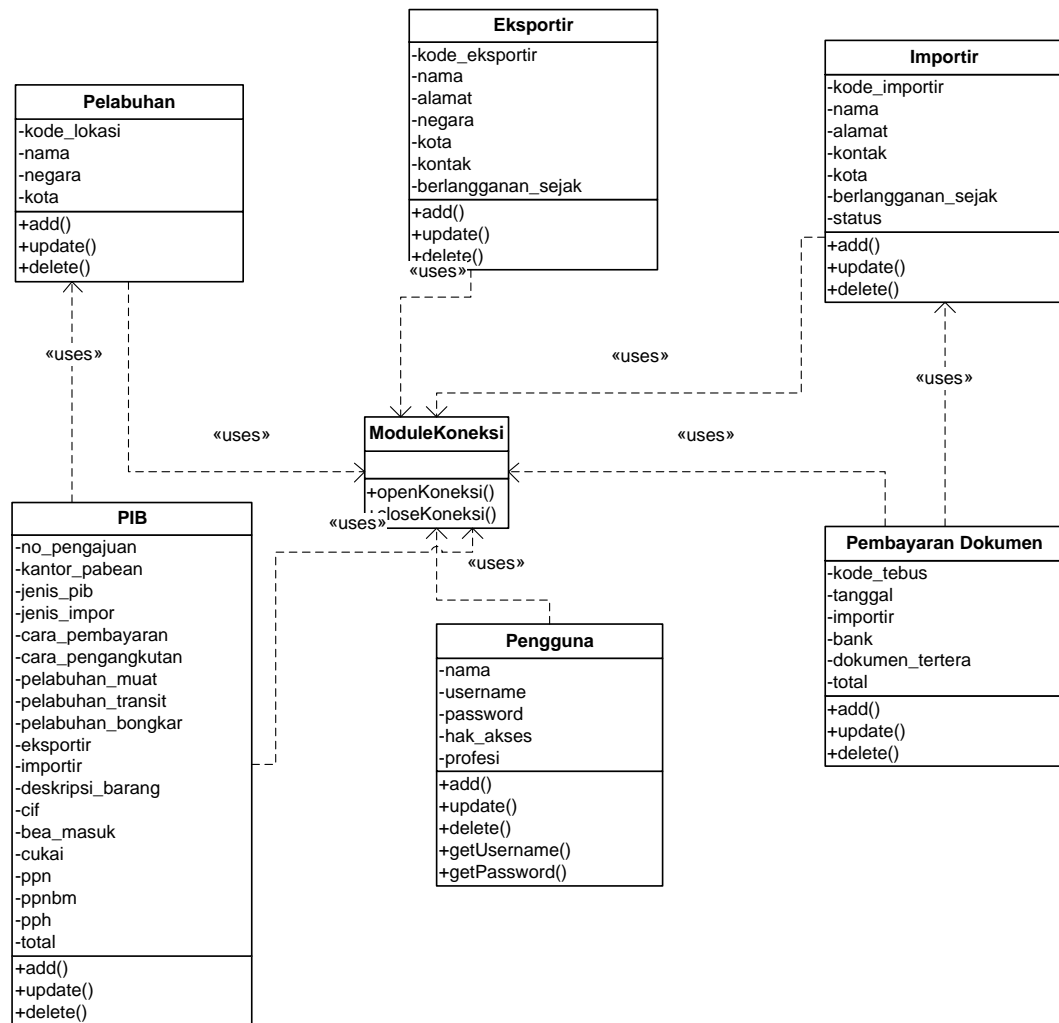 Eksportir
-kode_eksportir
-nama
-alamat
-negara
-kota
-kontak
-berlangganan_sejak
+add()
+update()
+delete()
«uses»
Importir
-kode_importir
-nama
-alamat
-kontak
-kota
-berlangganan_sejak
-status
+add()
+update()
+delete()
Pelabuhan
-kode_lokasi
-nama
-negara
-kota
+add()
+update()
+delete()
«uses»
«uses»
«uses»
«uses»
«uses»
ModuleKoneksi
+openKoneksi()
+closeKoneksi()
«uses»
«uses»
PIB
-no_pengajuan
-kantor_pabean
-jenis_pib
-jenis_impor
-cara_pembayaran
-cara_pengangkutan
-pelabuhan_muat
-pelabuhan_transit
-pelabuhan_bongkar
-eksportir
-importir
-deskripsi_barang
-cif
-bea_masuk
-cukai
-ppn
-ppnbm
-pph
-total
+add()
+update()
+delete()
Pengguna
-nama
-username
-password
-hak_akses
-profesi
+add()
+update()
+delete()
+getUsername()
+getPassword()
Pembayaran Dokumen
-kode_tebus
-tanggal
-importir
-bank
-dokumen_tertera
-total
+add()
+update()
+delete()